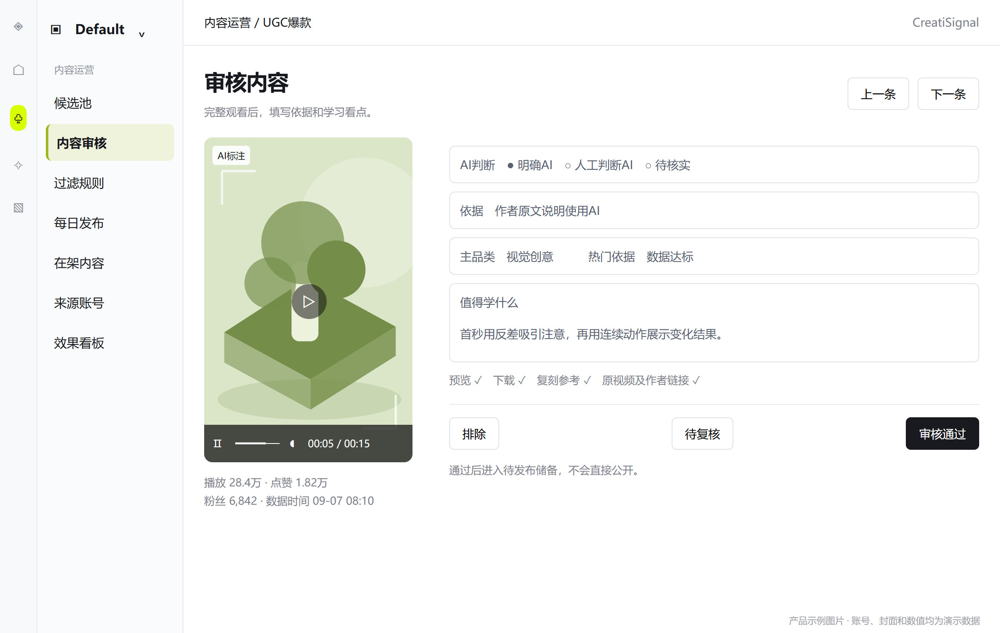 Default
内容运营
候选池
内容审核
过滤规则
每日发布
在架内容
来源账号
效果看板
内容运营 / UGC爆款
CreatiSignal
审核内容
完整观看后，填写依据和学习看点。
上一条
下一条
AI标注
00:05 / 00:15
播放 28.4万 · 点赞 1.82万
粉丝 6,842 · 数据时间 09-07 08:10
AI判断 ● 明确AI ○ 人工判断AI ○ 待核实
依据 作者原文说明使用AI
主品类 视觉创意 热门依据 数据达标
值得学什么
首秒用反差吸引注意，再用连续动作展示变化结果。
预览 ✓ 下载 ✓ 复刻参考 ✓ 原视频及作者链接 ✓
排除
待复核
审核通过
通过后进入待发布储备，不会直接公开。
产品示例图片 · 账号、封面和数值均为演示数据